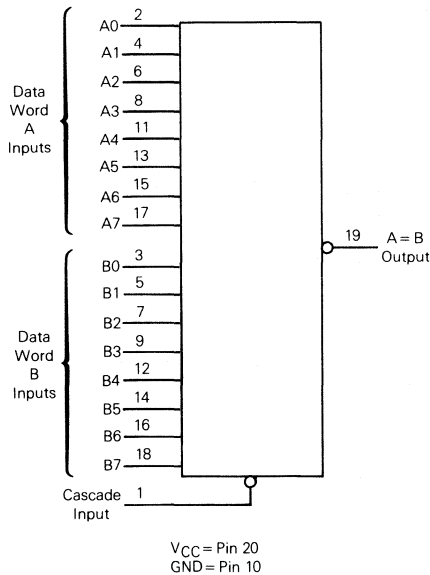 Data
Word
A
Inputs
A0 2
A1 4
A2 6
A3 8
A4 11
A5 13
A6 15
A7 17
Data
Word
B
Inputs
B0 3
B1 5
B2 7
B3 9
B4 12
B5 14
B6 16
B7 18
Cascade
Input
1
19
A = B
Output
VCC = Pin 20
GND = Pin 10